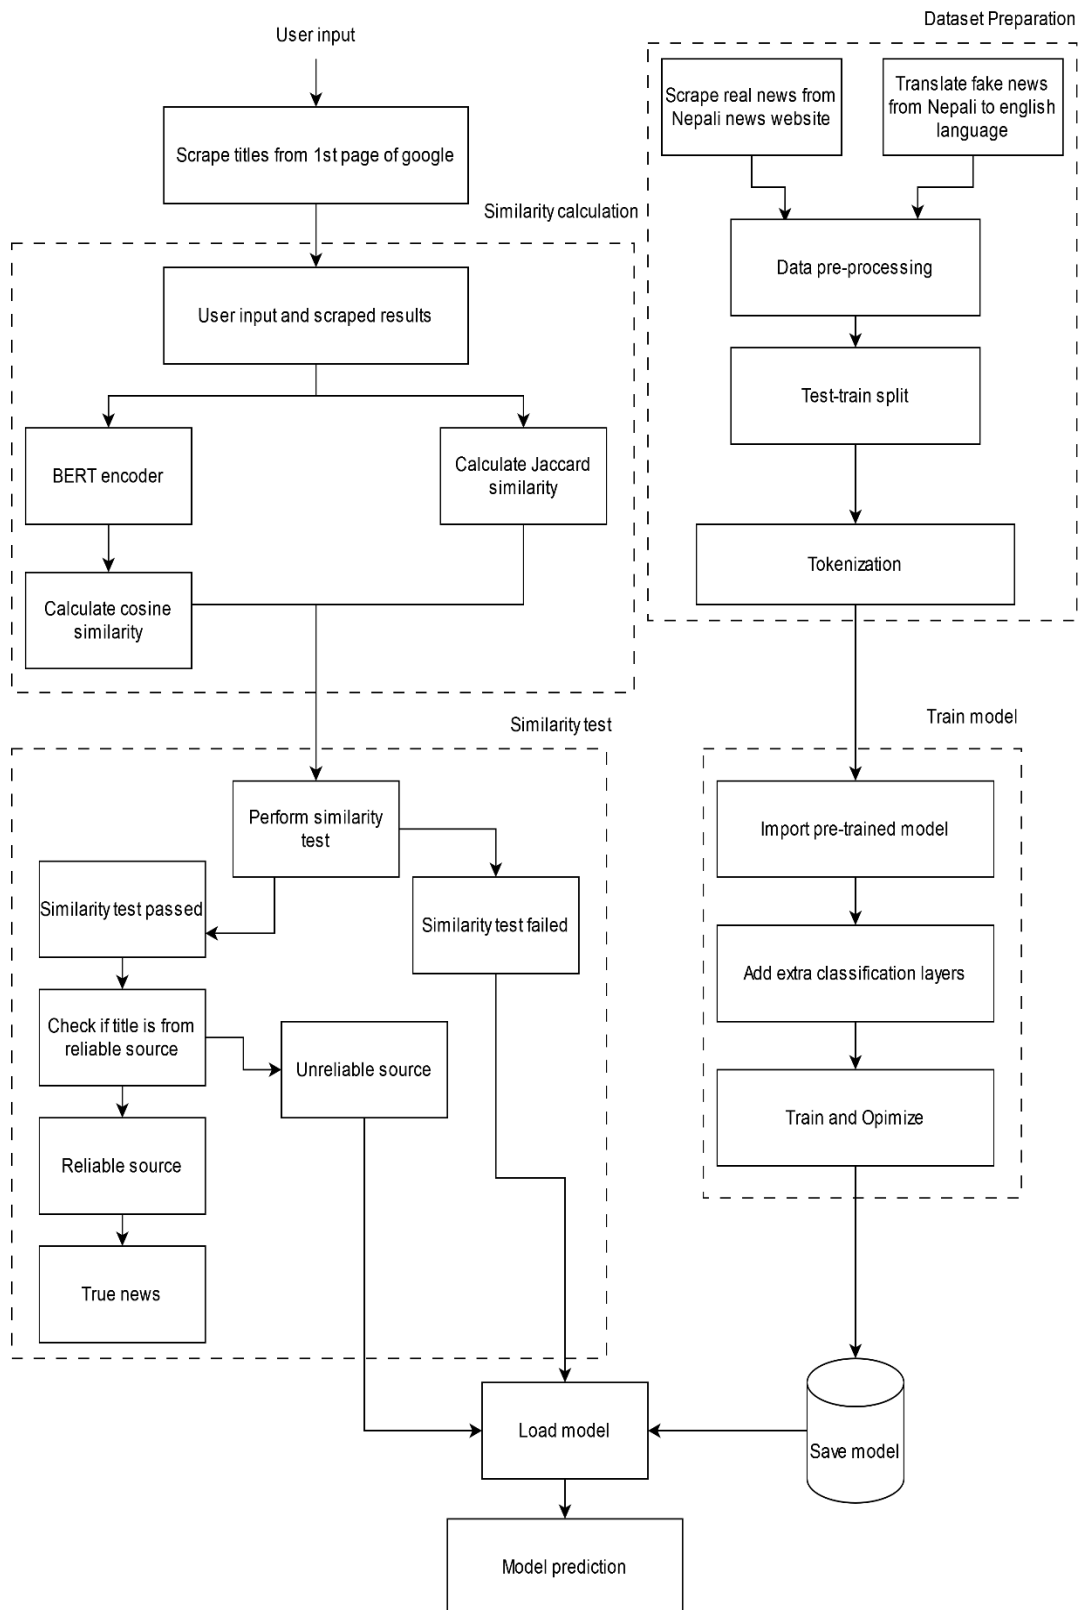 Dataset Preparation
User input
Scrape real news from
Nepali news website
Translate fake news
from Nepali to english
language
Scrape titles from 1st page of google
Similarity calculation
Data pre-processing
User input and scraped results
Test-train split
BERT encoder
Calculate Jaccard
similarity
Tokenization
Calculate cosine
similarity
Similarity test
Train model
Perform similarity
test
Import pre-trained model
Similarity test passed
Similarity test failed
Add extra classification layers
Check if title is from
reliable source
Unreliable source
Train and Opimize
Reliable source
True news
Load model
Save model
Model prediction